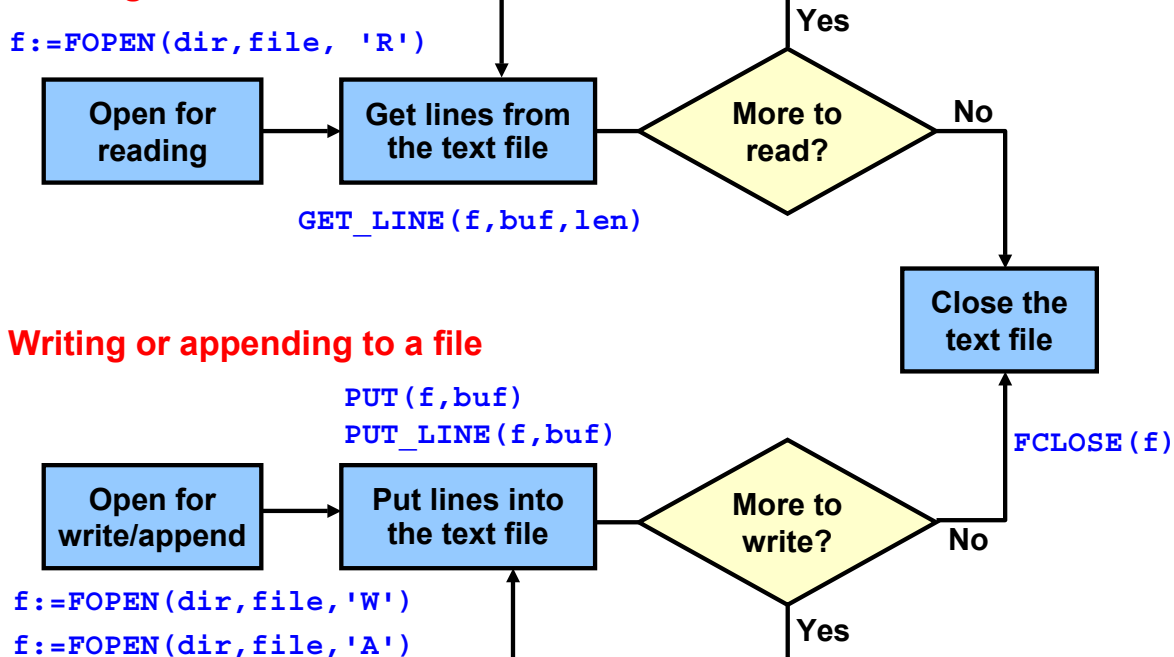 Yes
f:=FOPEN(dir,file, 'R')
Open for
reading
Get lines from
the text file
More to
read?
No
GET_LINE(f,buf,len)
Close the
text file
Writing or appending to a file
PUT(f,buf)
PUT_LINE(f,buf)
FCLOSE(f)
Open for
write/append
Put lines into
the text file
More to
write?
No
f:=FOPEN(dir,file,'W')
f:=FOPEN(dir,file,'A')
Yes